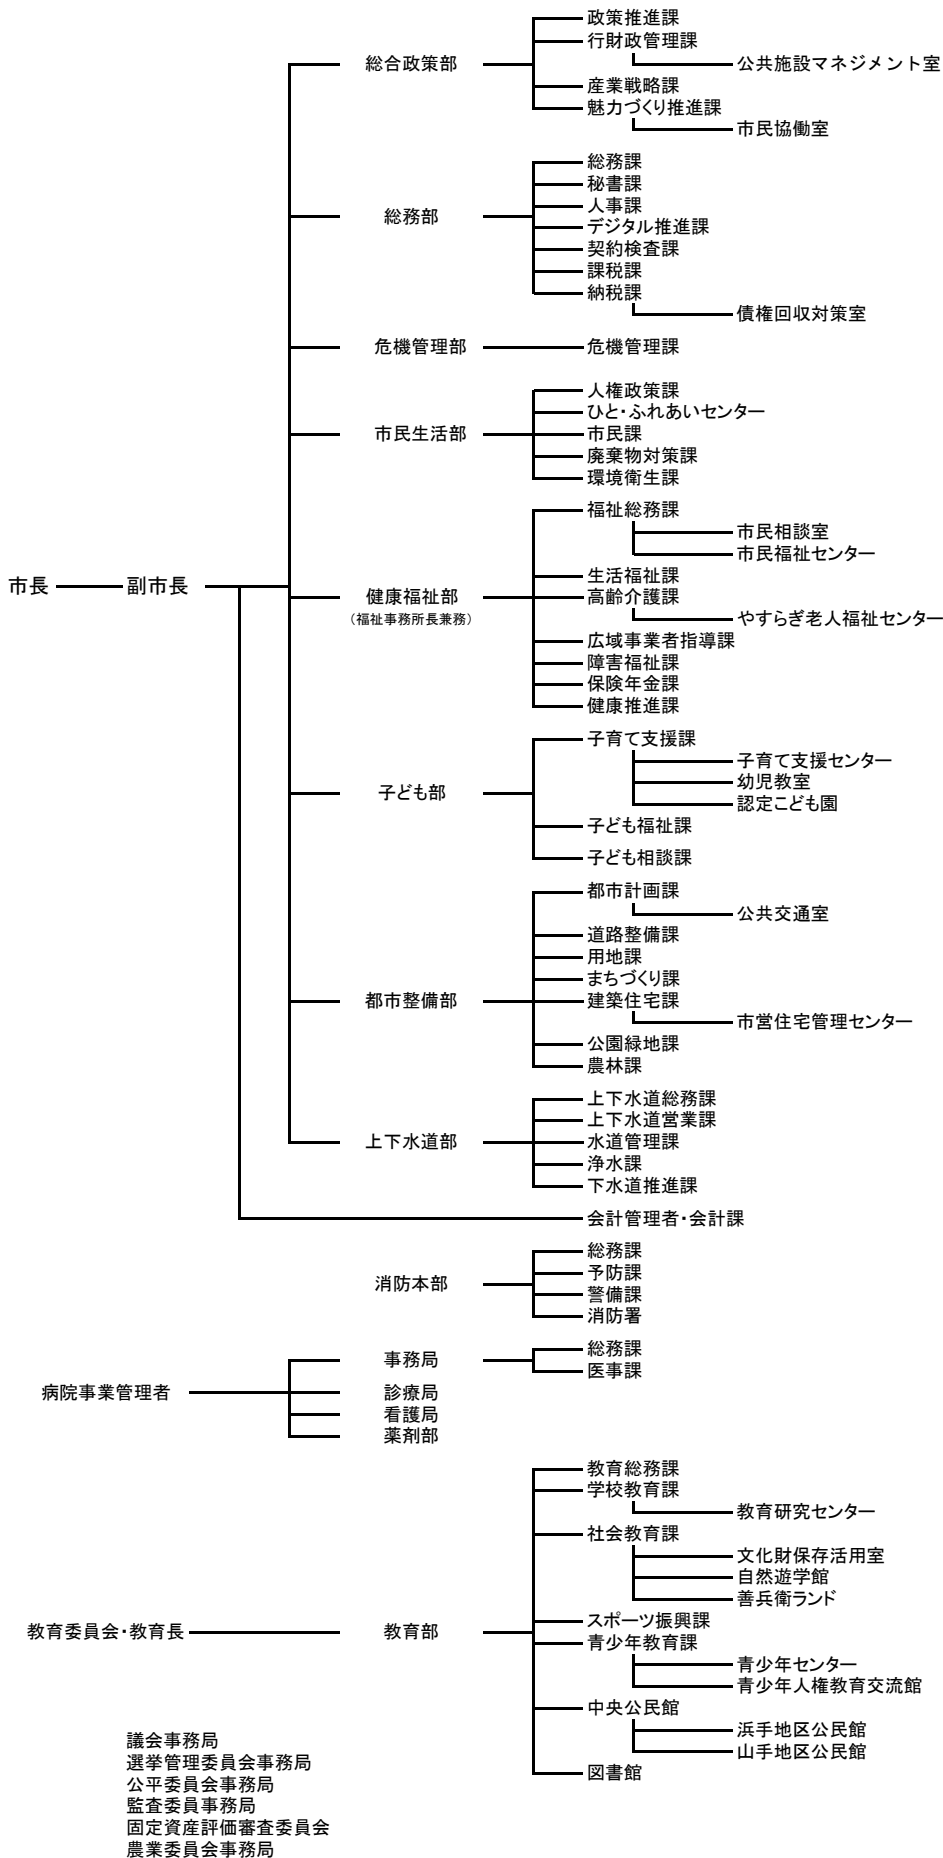 政策推進課
行財政管理課
総合政策部
公共施設マネジメント室
産業戦略課
魅力づくり推進課
市民協働室
総務課
秘書課
人事課
総務部
デジタル推進課
契約検査課
課税課
納税課
債権回収対策室
危機管理部
危機管理課
人権政策課
ひと・ふれあいセンター
市民生活部
市民課
廃棄物対策課
環境衛生課
福祉総務課
市民相談室
市民福祉センター
生活福祉課
市長
副市長
健康福祉部
(福祉事務所長兼務)
高齢介護課
やすらぎ老人福祉センター
広域事業者指導課
障害福祉課
保険年金課
健康推進課
子育て支援課
子育て支援センター
幼児教室
子ども部
認定こども園
子ども福祉課
子ども相談課
都市計画課
公共交通室
道路整備課
用地課
まちづくり課
都市整備部
建築住宅課
市営住宅管理センター
公園緑地課
農林課
上下水道総務課
上下水道営業課
上下水道部
水道管理課
浄水課
下水道推進課
会計管理者・会計課
総務課
予防課
消防本部
警備課
消防署
総務課
事務局
医事課
病院事業管理者
診療局
看護局
薬剤部
教育総務課
学校教育課
教育研究センター
社会教育課
文化財保存活用室
自然遊学館
善兵衛ランド
スポーツ振興課
教育委員会・教育長
教育部
青少年教育課
青少年センター
青少年人権教育交流館
中央公民館
浜手地区公民館
山手地区公民館
図書館
議会事務局
選挙管理委員会事務局
公平委員会事務局
監査委員事務局
固定資産評価審査委員会
農業委員会事務局